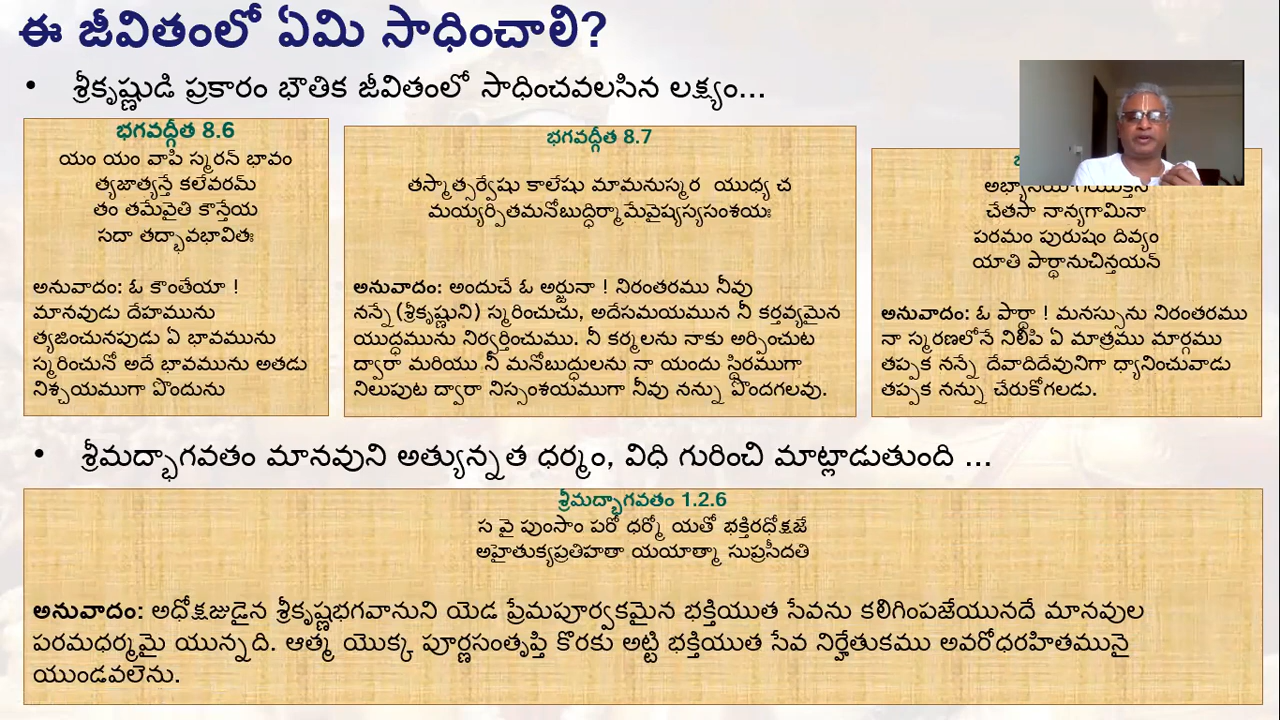 ఈ జీవితంలో ఏమి సాధించాలి?
• శ్రీకృష్ణుడి ప్రకారం భౌతిక జీవితంలో సాధించవలసిన లక్ష్యం...
భగవద్గీత 8.6
యం యం వాపి స్మరన్ భావం
త్యజాత్యన్తే కలేవరమ్
తం తమేవైతి కౌన్తేయ
సదా తద్భావభావితః
అనువాదం: ఓ కౌంతేయా !
మానవుడు దేహమును
త్యజించునపుడు ఏ భావమును
స్మరించునో అదే భావమును అతడు
నిశ్చయముగా పొందును
భగవద్గీత 8.7
తస్మాత్సర్వేషు కాలేషు మామనుస్మర యుధ్య చ
మయ్యర్పితమనోబుద్ధిర్మామేవైష్యస్యసంశయః
అనువాదం: అందుచే ఓ అర్జునా ! నిరంతరము నీవు
నన్నే (శ్రీకృష్ణుని) స్మరించుచు, అదేసమయమున నీ కర్తవ్యమైన
యుద్ధమును నిర్వర్తించుము. నీ కర్మలను నాకు అర్పించుట
ద్వారా మరియు నీ మనోబుద్ధులను నా యందు స్థిరముగా
నిలుపుట ద్వారా నిస్సంశయముగా నీవు నన్ను పొందగలవు.
చేతసా నాన్యగామినా
పరమం పురుషం దివ్యం
యాతి పార్థానుచిన్తయన్
అనువాదం: ఓ పార్థా ! మనస్సును నిరంతరము
నా స్మరణలోనే నిలిపి ఏ మాత్రము మార్గము
తప్పక నన్నే దేవాదిదేవునిగా ధ్యానించువాడు
తప్పక నన్ను చేరుకోగలడు.
• శ్రీమద్భాగవతం మానవుని అత్యున్నత ధర్మం, విధి గురించి మాట్లాడుతుంది ...
శ్రీమద్భాగవతం 1.2.6
స వై పుంసాం పరో ధర్మో యతో భక్తిరధోక్షజే
అహైతుక్యప్రతిహతా యయాత్మా సుప్రసీదతి
అనువాదం: అధోక్షజుడైన శ్రీకృష్ణభగవానుని యెడ ప్రేమపూర్వకమైన భక్తియుత సేవను కలిగింపజేయునదే మానవుల
పరమధర్మమై యున్నది. ఆత్మ యొక్క పూర్ణసంతృప్తి కొరకు అట్టి భక్తియుత సేవ నిర్హేతుకము అవరోధరహితమునై
యుండవలెను.